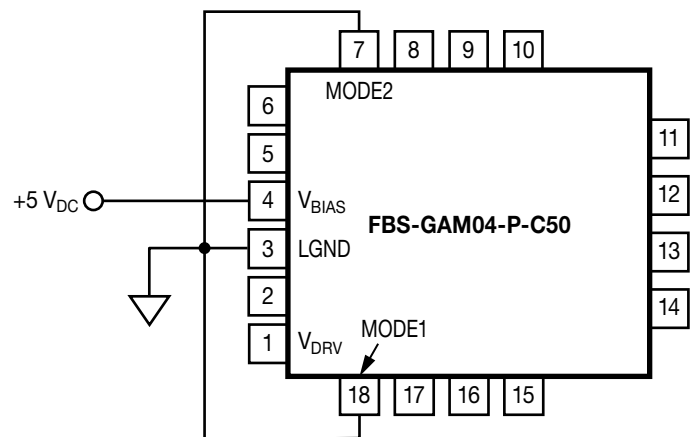 7 8 9 10
MODE2
6
5
11
+5 VDC 4 VBIAS
12
FBS-GAM04-P-C50
3 LGND
13
2
14
1 VDRV
MODE1
18 17 16 15